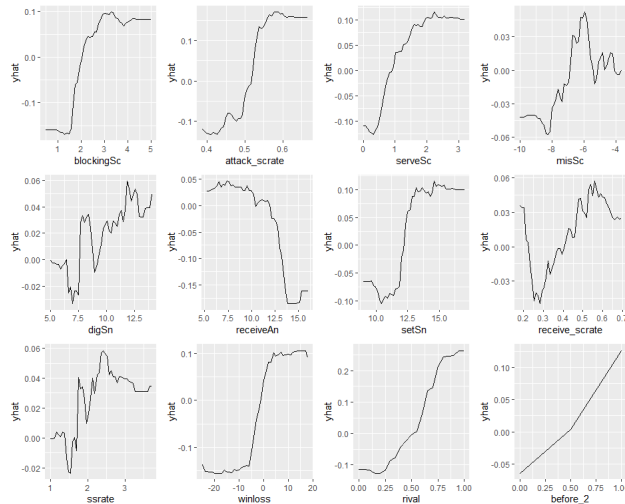 yhat
0.1
0.0
-0.1
1 2 3 4 5
blockingSc
yhat
0.1
0.0
-0.1
0.4 0.5 0.6
attack_scrate
yhat
0.10
0.05
0.00
-0.05
-0.10
0 1 2 3
serveSc
yhat
0.03
0.00
-0.03
-0.06
-10 -8 -6 -4
misSc
yhat
0.06
0.04
0.02
0.00
-0.02
5.0 7.5 10.0 12.5
digSn
yhat
0.05
0.00
-0.05
-0.10
-0.15
5.0 7.5 10.0 12.5 15.0 17.5
receiveAn
yhat
0.10
0.05
0.00
-0.05
-0.10
10.0 12.5 15.0
setSn
yhat
0.06
0.03
0.00
-0.03
0.2 0.3 0.4 0.5 0.6 0.7
receive_scrate
yhat
0.06
0.04
0.02
0.00
-0.02
1 2 3
ssrate
yhat
0.1
0.0
-0.1
-20 -10 0 10 20
winloss
yhat
0.2
0.1
0.0
-0.1
0.00 0.25 0.50 0.75 1.00
rival
yhat
0.10
0.05
0.00
-0.05
0.00 0.25 0.50 0.75 1.00
before_2